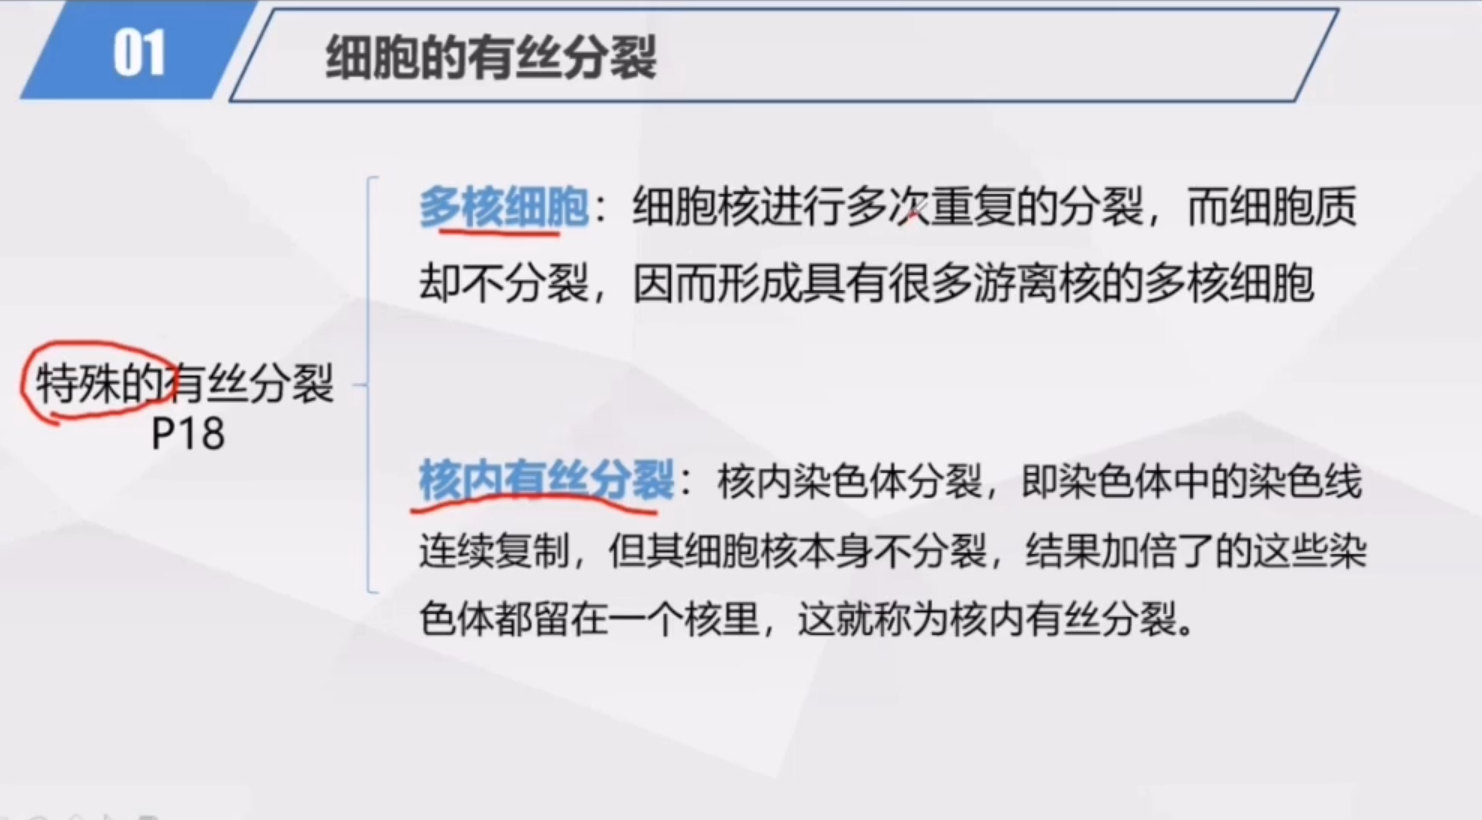 01
细胞的有丝分裂
多核细胞：细胞核进行多次重复的分裂，而细胞质
却不分裂，因而形成具有很多游离核的多核细胞
特殊的有丝分裂
P18
核内有丝分裂：核内染色体分裂，即染色体中的染色线
连续复制，但其细胞核本身不分裂，结果加倍了的这些染
色体都留在一个核里，这就称为核内有丝分裂。